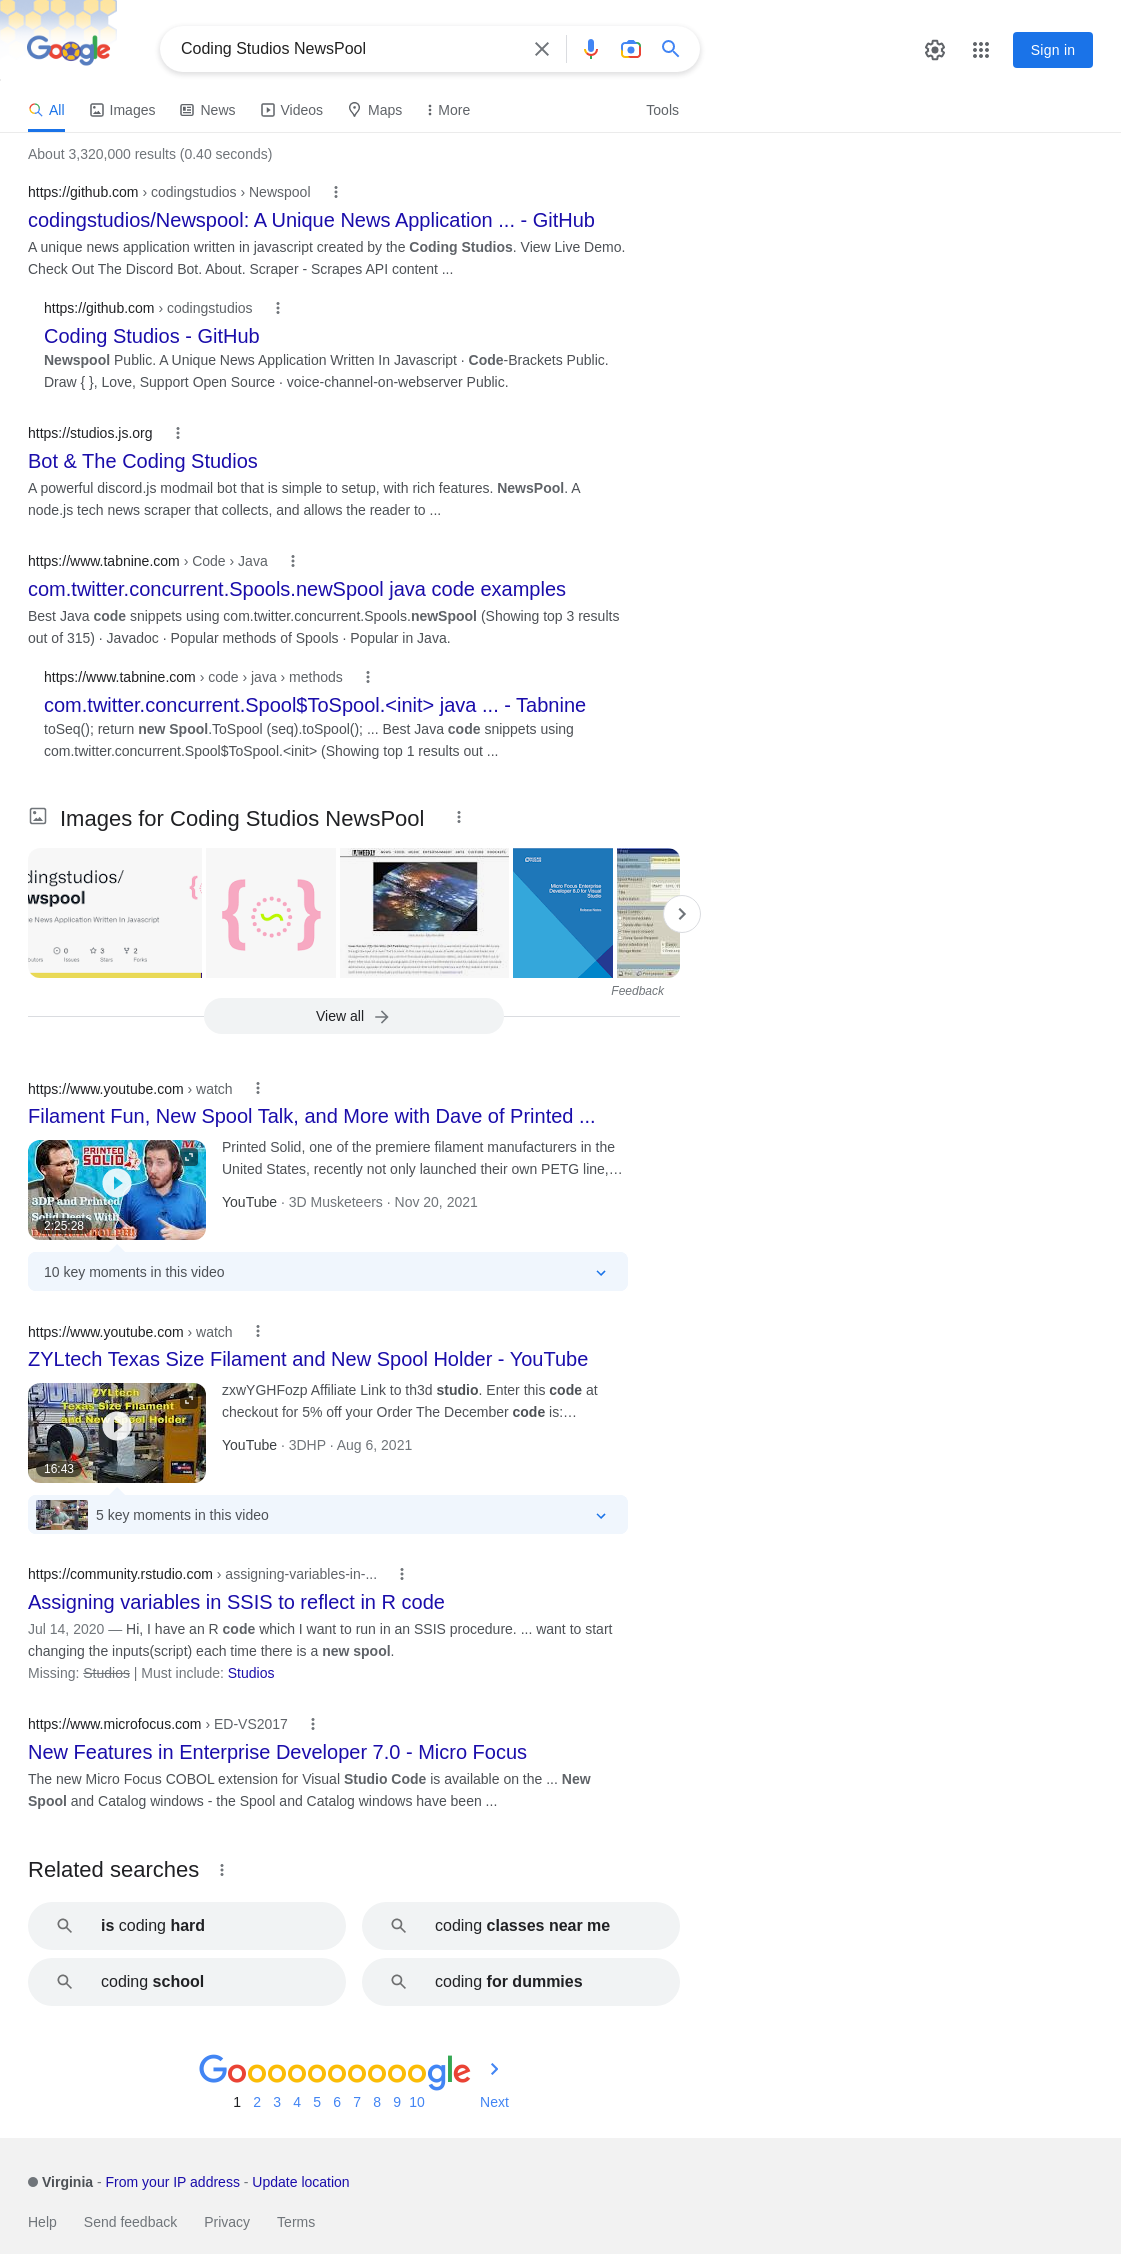 Google
Coding Studios NewsPool
Sign in
All
Images
News
Videos
Maps
More
Tools
About 3,320,000 results (0.40 seconds)
https://github.com › codingstudios › Newspool
codingstudios/Newspool: A Unique News Application ... - GitHub
A unique news application written in javascript created by the Coding Studios. View Live Demo.
Check Out The Discord Bot. About. Scraper - Scrapes API content ...
https://github.com › codingstudios
Coding Studios - GitHub
Newspool Public. A Unique News Application Written In Javascript · Code-Brackets Public.
Draw { }, Love, Support Open Source · voice-channel-on-webserver Public.
https://studios.js.org
Bot & The Coding Studios
A powerful discord.js modmail bot that is simple to setup, with rich features. NewsPool. A
node.js tech news scraper that collects, and allows the reader to ...
https://www.tabnine.com › Code › Java
com.twitter.concurrent.Spools.newSpool java code examples
Best Java code snippets using com.twitter.concurrent.Spools.newSpool (Showing top 3 results
out of 315) · Javadoc · Popular methods of Spools · Popular in Java.
https://www.tabnine.com › code › java › methods
com.twitter.concurrent.Spool$ToSpool.<init> java ... - Tabnine
toSeq(); return new Spool.ToSpool (seq).toSpool(); ... Best Java code snippets using
com.twitter.concurrent.Spool$ToSpool.<init> (Showing top 1 results out ...
Images for Coding Studios NewsPool
dingstudios/
wspool
e News Application Written In Javascript
0 3 2
utors Issues Stars Forks
{ }
Micro Focus Enterprise
Developer 6.0 for Visual
Studio
Feedback
View all
https://www.youtube.com › watch
Filament Fun, New Spool Talk, and More with Dave of Printed ...
PRINTED
SOLID
3DP and Printed
Solid Deets With
2:25:28
Printed Solid, one of the premiere filament manufacturers in the
United States, recently not only launched their own PETG line,…
YouTube · 3D Musketeers · Nov 20, 2021
10 key moments in this video
https://www.youtube.com › watch
ZYLtech Texas Size Filament and New Spool Holder - YouTube
ZYLtech
Texas Size Filament
and New Spool Holder
16:43
zxwYGHFozp Affiliate Link to th3d studio. Enter this code at
checkout for 5% off your Order The December code is:…
YouTube · 3DHP · Aug 6, 2021
5 key moments in this video
https://community.rstudio.com › assigning-variables-in-...
Assigning variables in SSIS to reflect in R code
Jul 14, 2020 — Hi, I have an R code which I want to run in an SSIS procedure. ... want to start
changing the inputs(script) each time there is a new spool.
Missing: Studios | Must include: Studios
https://www.microfocus.com › ED-VS2017
New Features in Enterprise Developer 7.0 - Micro Focus
The new Micro Focus COBOL extension for Visual Studio Code is available on the ... New
Spool and Catalog windows - the Spool and Catalog windows have been ...
Related searches
is coding hard
coding classes near me
coding school
coding for dummies
Goooooooooogle
1 2 3 4 5 6 7 8 9 10 Next
Virginia - From your IP address - Update location
Help Send feedback Privacy Terms